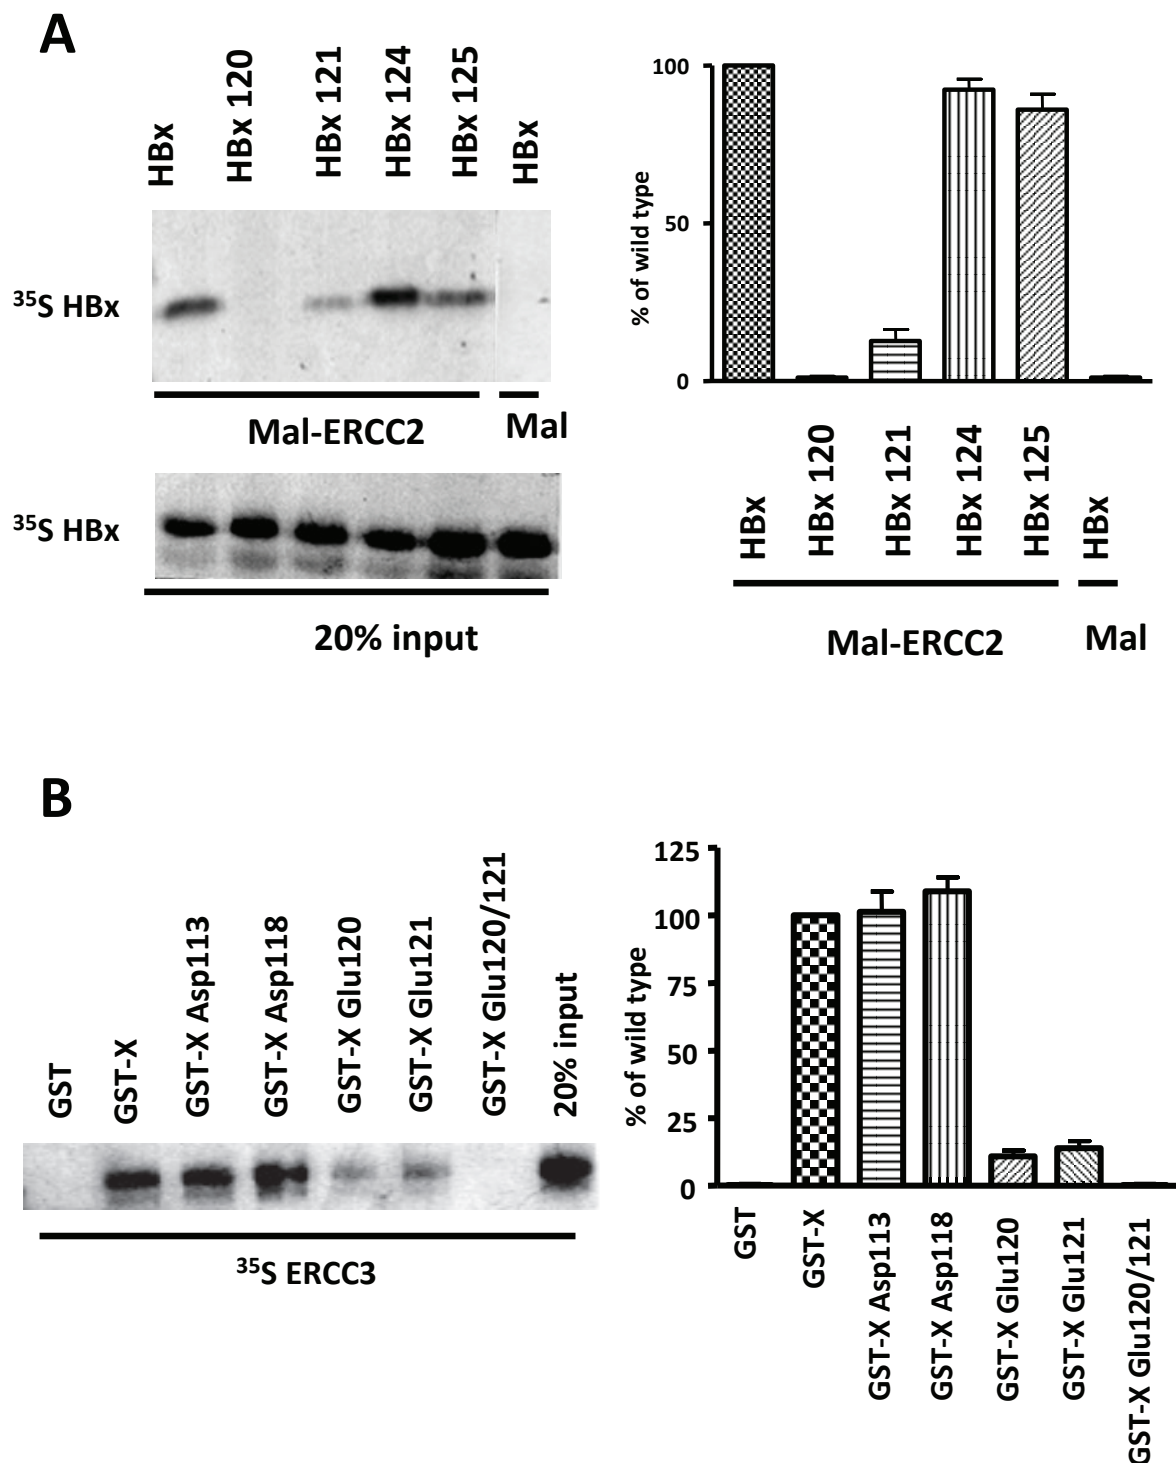 A
HBx
HBx 120
HBx 121
HBx 124
HBx 125
HBx
³⁵S HBx
Mal-ERCC2
Mal
³⁵S HBx
20% input
% of wild type
100
50
0
HBx
HBx 120
HBx 121
HBx 124
HBx 125
HBx
Mal-ERCC2
Mal
B
GST
GST-X
GST-X Asp113
GST-X Asp118
GST-X Glu120
GST-X Glu121
GST-X Glu120/121
20% input
³⁵S ERCC3
% of wild type
125
100
75
50
25
0
GST
GST-X
GST-X Asp113
GST-X Asp118
GST-X Glu120
GST-X Glu121
GST-X Glu120/121